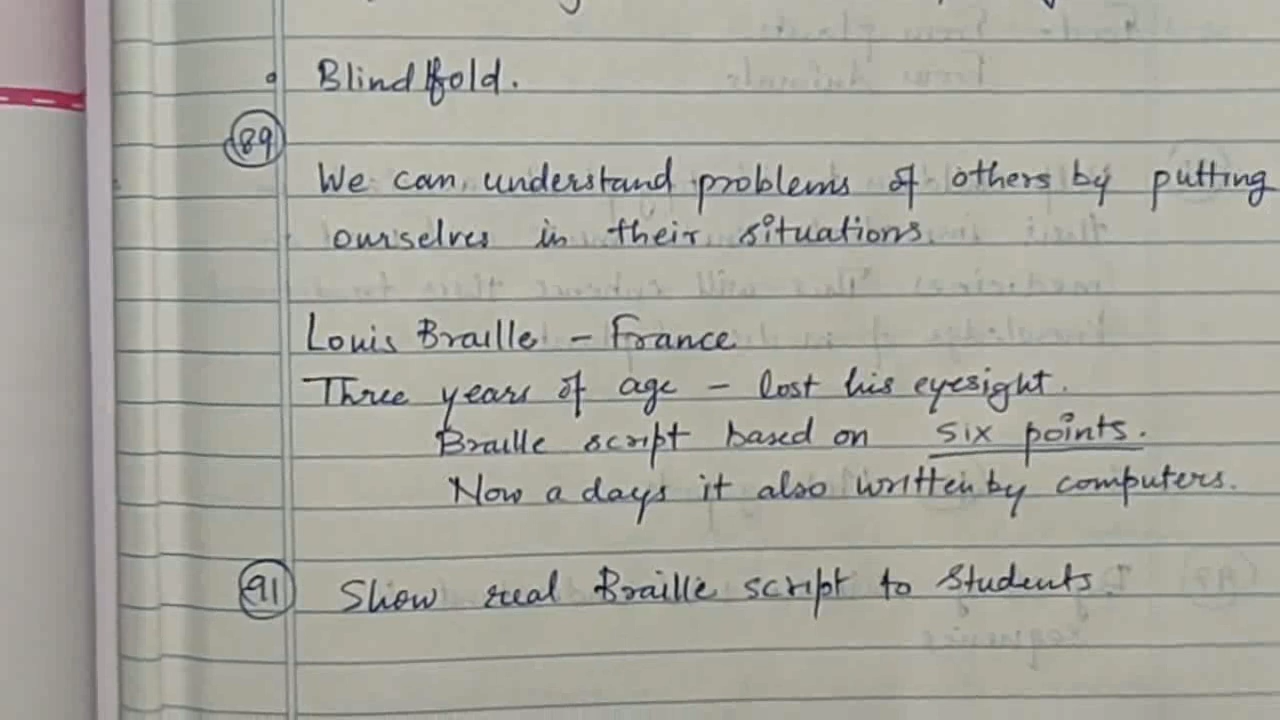 Blindfold.
89
We can understand problems of others by putting
ourselves in their situations.
Louis Braille - France
Three years of age - lost his eyesight.
Braille script based on six points.
Now a days it also written by computers.
91 Show real Braille script to students.